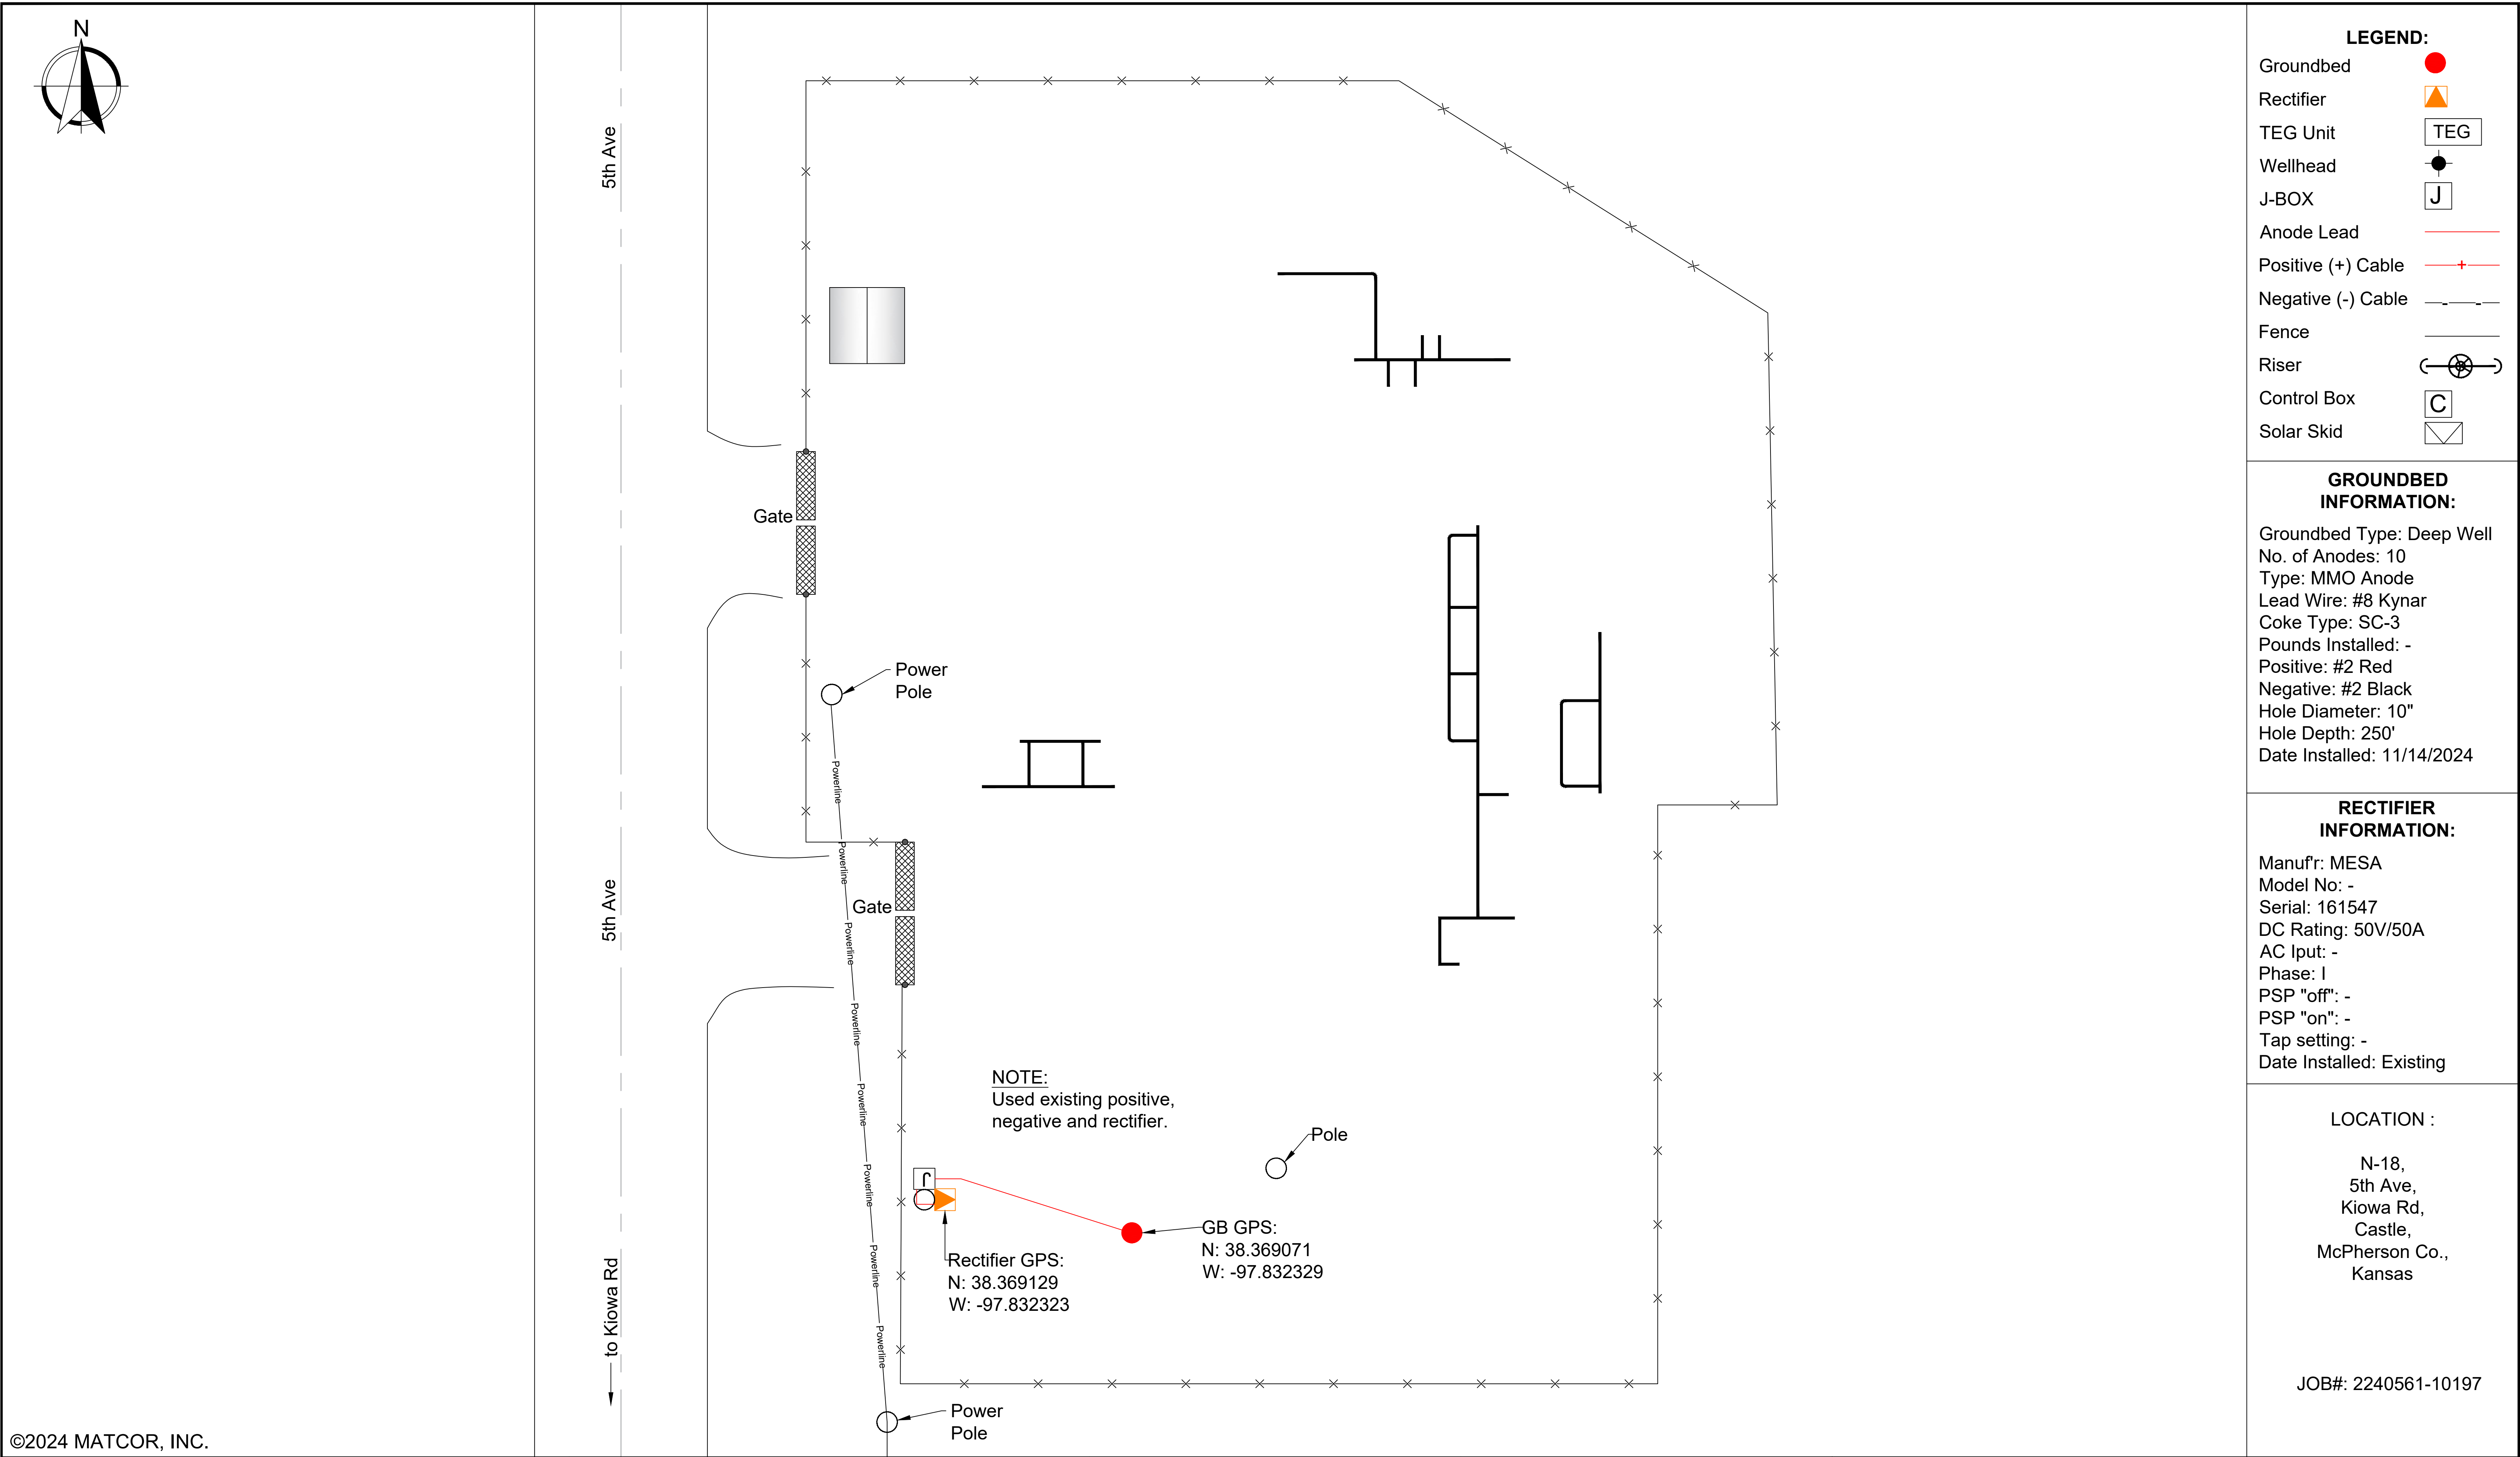 N
5th Ave
5th Ave
to Kiowa Rd
Gate
Power
Pole
Gate
Powerline
Powerline
Powerline
Powerline
Powerline
Powerline
Powerline
Powerline
NOTE:
Used existing positive,
negative and rectifier.
Pole
J
GB GPS:
N: 38.369071
W: -97.832329
Rectifier GPS:
N: 38.369129
W: -97.832323
Power
Pole
©2024 MATCOR, INC.
LEGEND:
Groundbed
Rectifier
TEG Unit TEG
Wellhead
J-BOX J
Anode Lead
Positive (+) Cable +
Negative (-) Cable - -
Fence
Riser
Control Box C
Solar Skid
GROUNDBED
INFORMATION:
Groundbed Type: Deep Well
No. of Anodes: 10
Type: MMO Anode
Lead Wire: #8 Kynar
Coke Type: SC-3
Pounds Installed: -
Positive: #2 Red
Negative: #2 Black
Hole Diameter: 10"
Hole Depth: 250'
Date Installed: 11/14/2024
RECTIFIER
INFORMATION:
Manuf'r: MESA
Model No: -
Serial: 161547
DC Rating: 50V/50A
AC Iput: -
Phase: I
PSP "off": -
PSP "on": -
Tap setting: -
Date Installed: Existing
LOCATION :
N-18,
5th Ave,
Kiowa Rd,
Castle,
McPherson Co.,
Kansas
JOB#: 2240561-10197